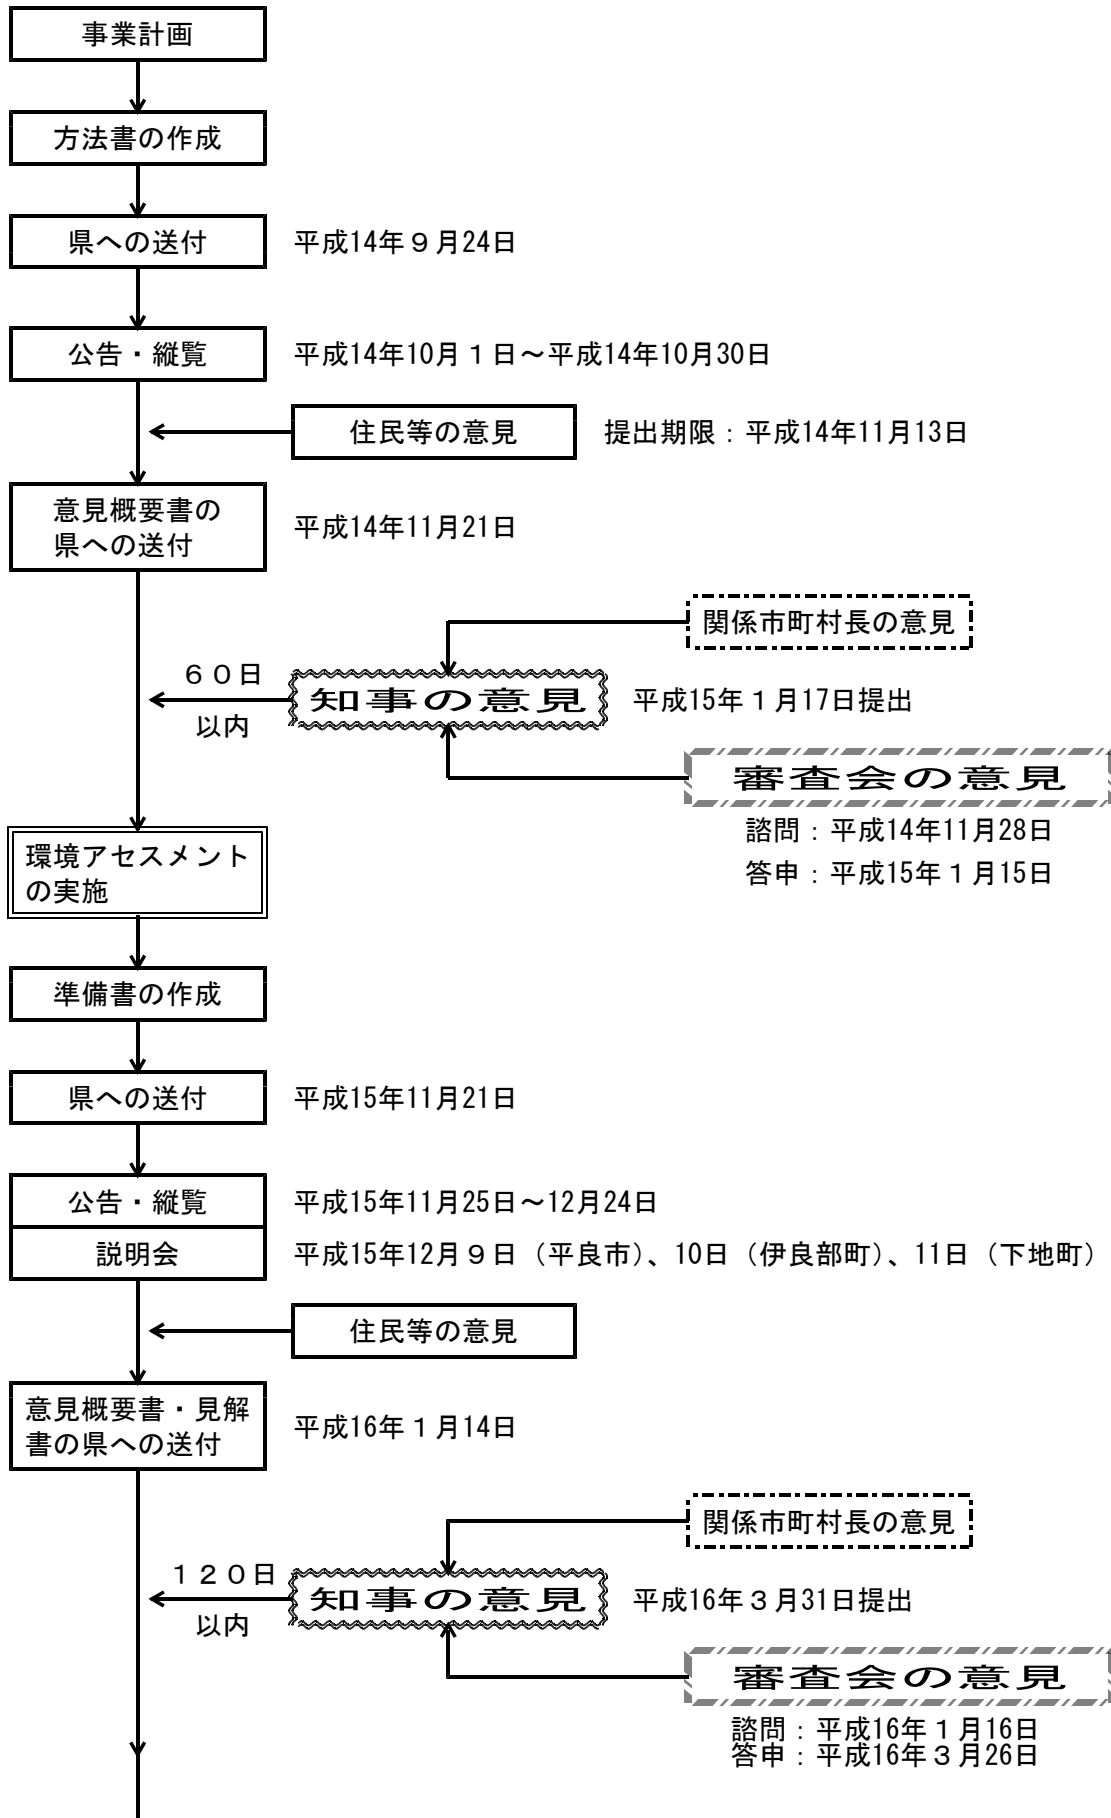 事業計画
方法書の作成
県への送付 平成14年９月24日
公告・縦覧 平成14年10月１日～平成14年10月30日
住民等の意見 提出期限：平成14年11月13日
意見概要書の
県への送付
平成14年11月21日
関係市町村長の意見
６０日
以内
知事の意見 平成15年１月17日提出
審査会の意見
諮問：平成14年11月28日
答申：平成15年１月15日
環境アセスメント
の実施
準備書の作成
県への送付 平成15年11月21日
公告・縦覧 平成15年11月25日～12月24日
説明会 平成15年12月９日（平良市）、10日（伊良部町）、11日（下地町）
住民等の意見
意見概要書・見解
書の県への送付
平成16年１月14日
関係市町村長の意見
１２０日
以内
知事の意見 平成16年３月31日提出
審査会の意見
諮問：平成16年１月16日
答申：平成16年３月26日